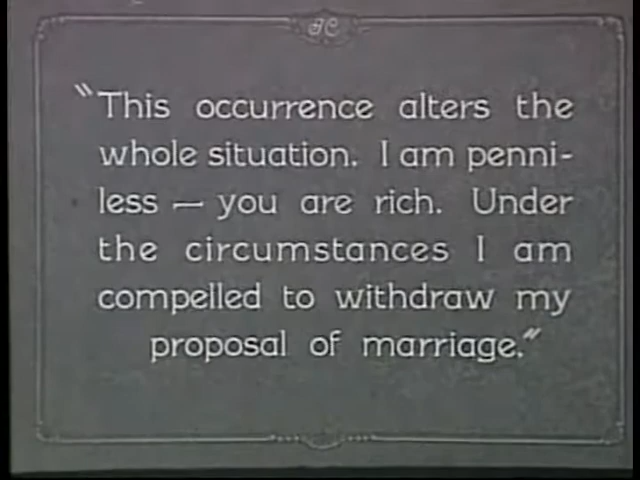 "This occurrence alters the
whole situation. I am penni-
less — you are rich. Under
the circumstances I am
compelled to withdraw my
proposal of marriage."